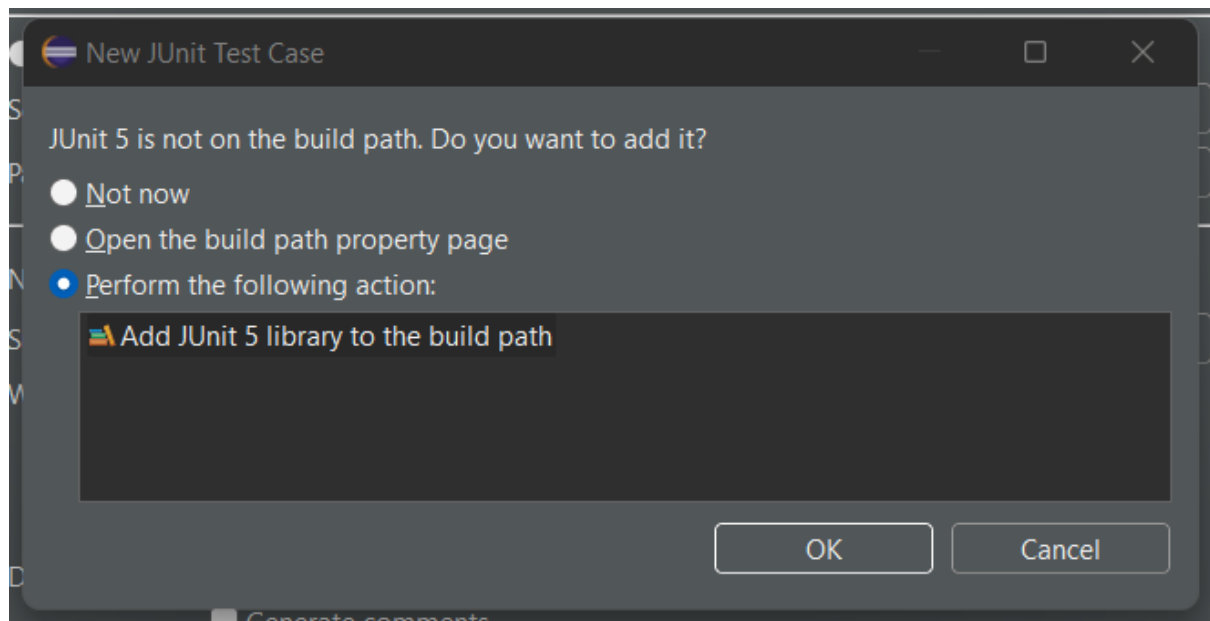 New JUnit Test Case
JUnit 5 is not on the build path. Do you want to add it?
Not now
Open the build path property page
Perform the following action:
Add JUnit 5 library to the build path
OK
Cancel